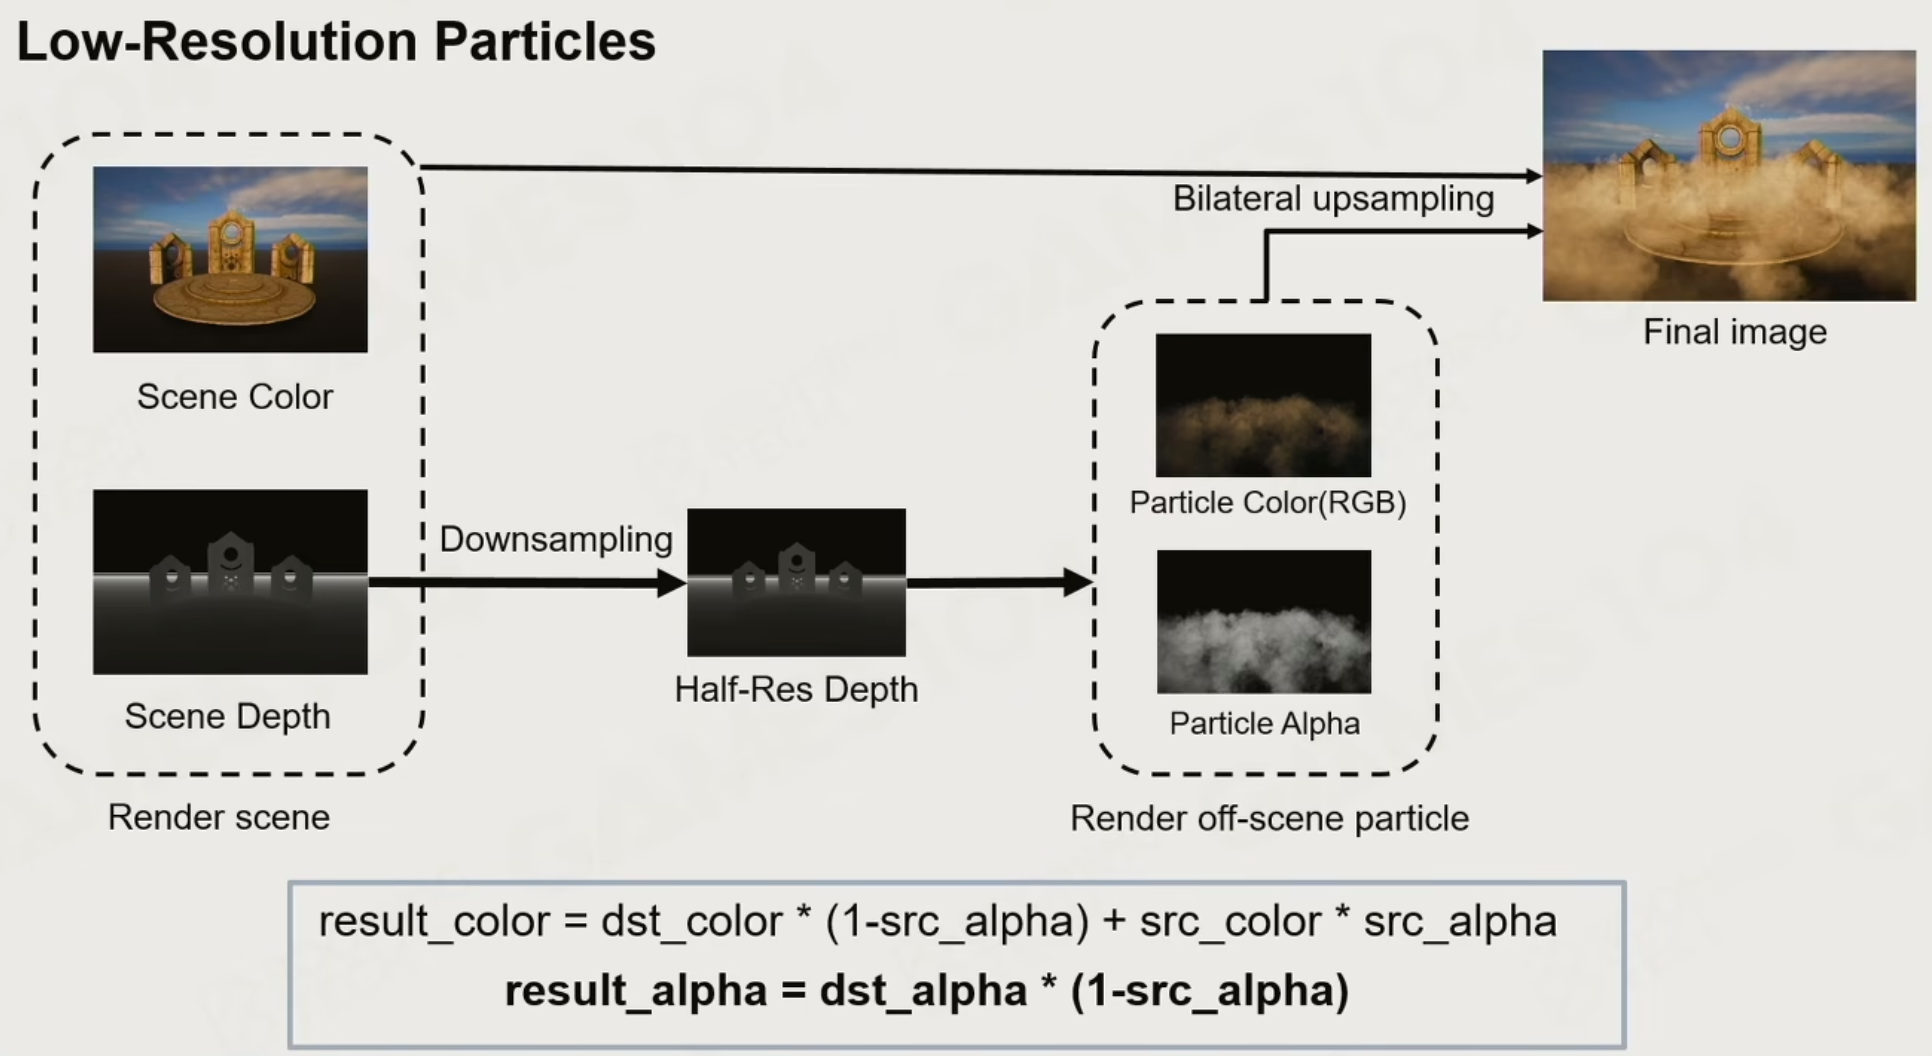 Low-Resolution Particles
Bilateral upsampling
Final image
Scene Color
Downsampling
Scene Depth
Half-Res Depth
Particle Color(RGB)
Particle Alpha
Render scene
Render off-scene particle
result_color = dst_color * (1-src_alpha) + src_color * src_alpha
result_alpha = dst_alpha * (1-src_alpha)